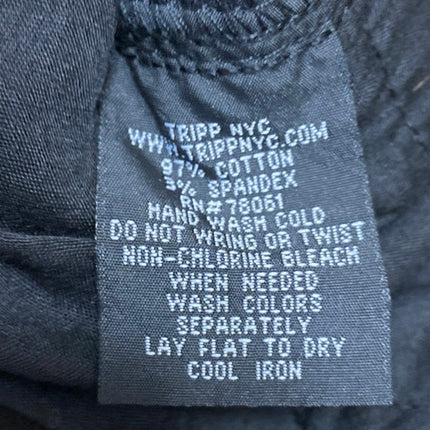 TRIPP NYC
WWW.TRIPPNYC.COM
97% COTTON
3% SPANDEX
RN#78061
HAND WASH COLD
DO NOT WRING OR TWIST
NON-CHLORINE BLEACH
WHEN NEEDED
WASH COLORS
SEPARATELY
LAY FLAT TO DRY
COOL IRON